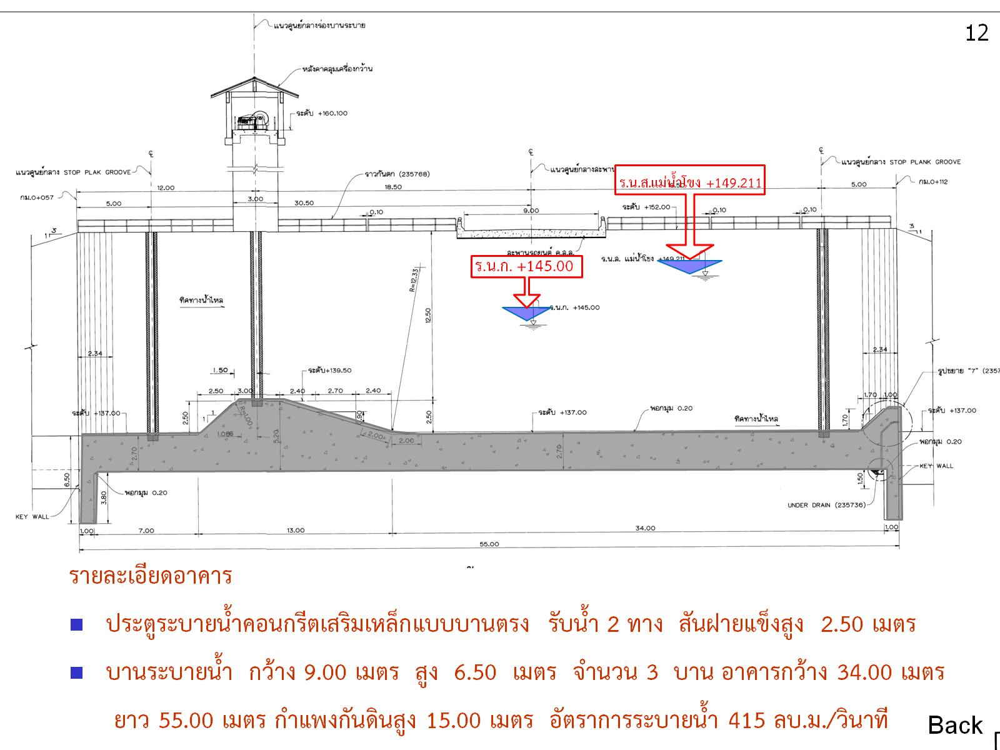 แนวศูนย์กลางร่องบานระบาย
12
หลังคาคลุมเครื่องกว้าน
ระดับ +160.100
แนวศูนย์กลาง STOP PLAK GROOVE
ราวกันตก (235768)
แนวศูนย์กลางสะพาน
แนวศูนย์กลาง STOP PLANK GROOVE
ร.น.ส.แม่น้ำโขง +149.211
12.00
18.50
5.00
กม.0+112
กม.0+057
5.00
3.00
30.50
0.10
9.00
ระดับ +152.00
0.10
0.10
3
1
3
1
สะพานรถยนต์ ค.ส.ล.
ร.น.ส. แม่น้ำโขง +149.211
ร.น.ก. +145.00
R=12.33
ทิศทางน้ำไหล
12.50
ร.น.ก. +145.00
2.34
2.34
1.50
ระดับ+139.50
รูปขยาย "7" (2357
2.50
3.00
2.40
2.70
2.40
1.70
1.00
ระดับ +137.00
2.50
1
1
R=1.00
.90
2.50
ระดับ +137.00
พอกมุม 0.20
ทิศทางน้ำไหล
1.70
ระดับ +137.00
1.086
5.20
2.00
2.00
2.70
2.70
พอกมุม 0.20
6.50
KEY WALL
พอกมุม 0.20
3.80
1.50
UNDER DRAIN (235736)
KEY WALL
1.00
7.00
13.00
34.00
1.00
55.00
รายละเอียดอาคาร
ประตูระบายน้ำคอนกรีตเสริมเหล็กแบบบานตรง รับน้ำ 2 ทาง สันฝายแข็งสูง 2.50 เมตร
บานระบายน้ำ กว้าง 9.00 เมตร สูง 6.50 เมตร จำนวน 3 บาน อาคารกว้าง 34.00 เมตร
ยาว 55.00 เมตร กำแพงกันดินสูง 15.00 เมตร อัตราการระบายน้ำ 415 ลบ.ม./วินาที
Back